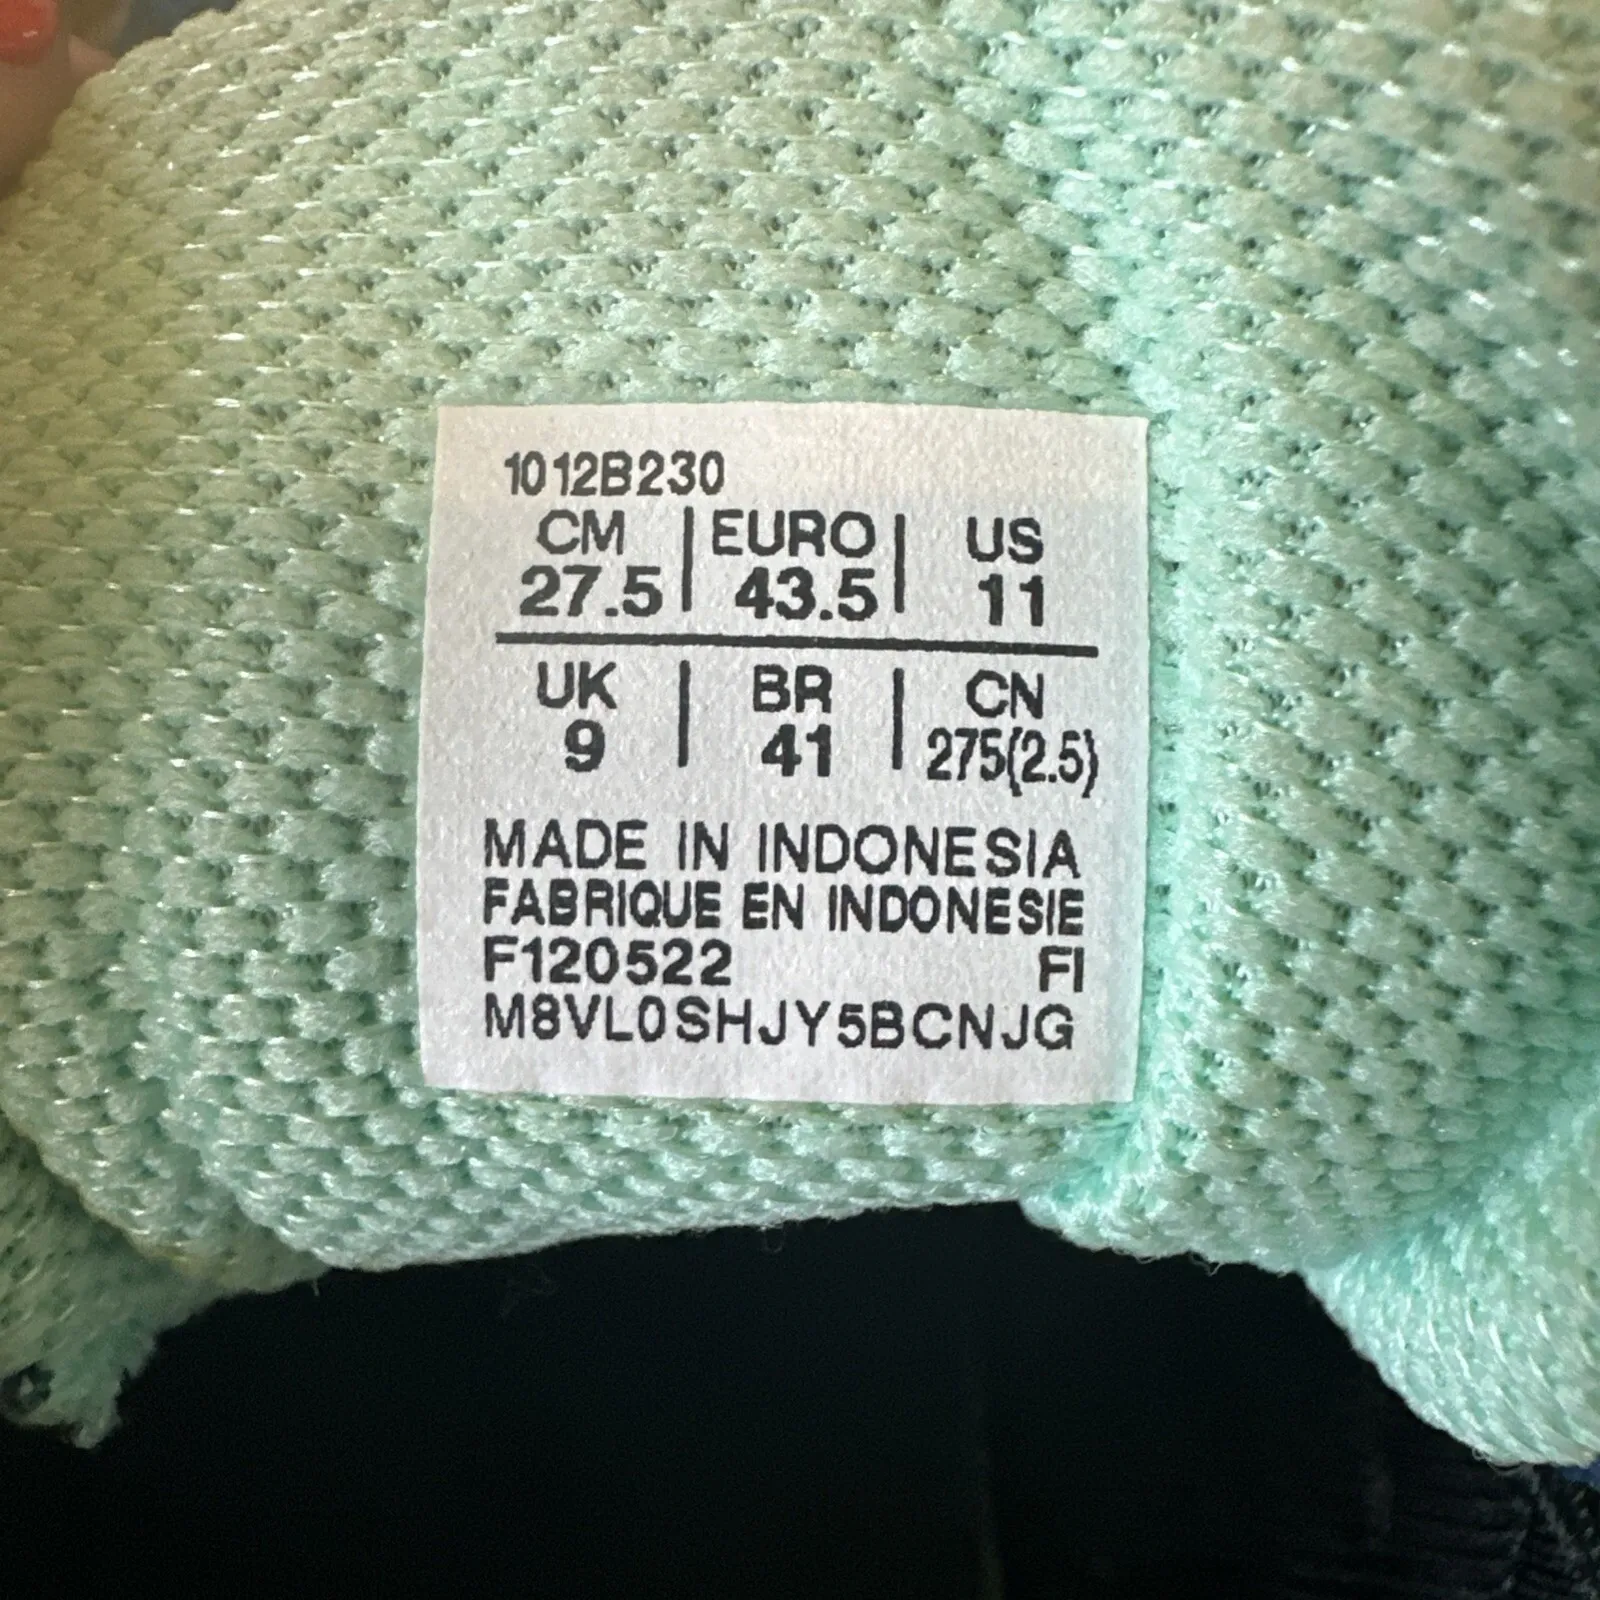 1012B230
CM | EURO | US
27.5 | 43.5 | 11
UK | BR | CN
9 | 41 | 275(2.5)
MADE IN INDONESIA
FABRIQUE EN INDONESIE
F120522 FI
M8VL0SHJY5BCNJG